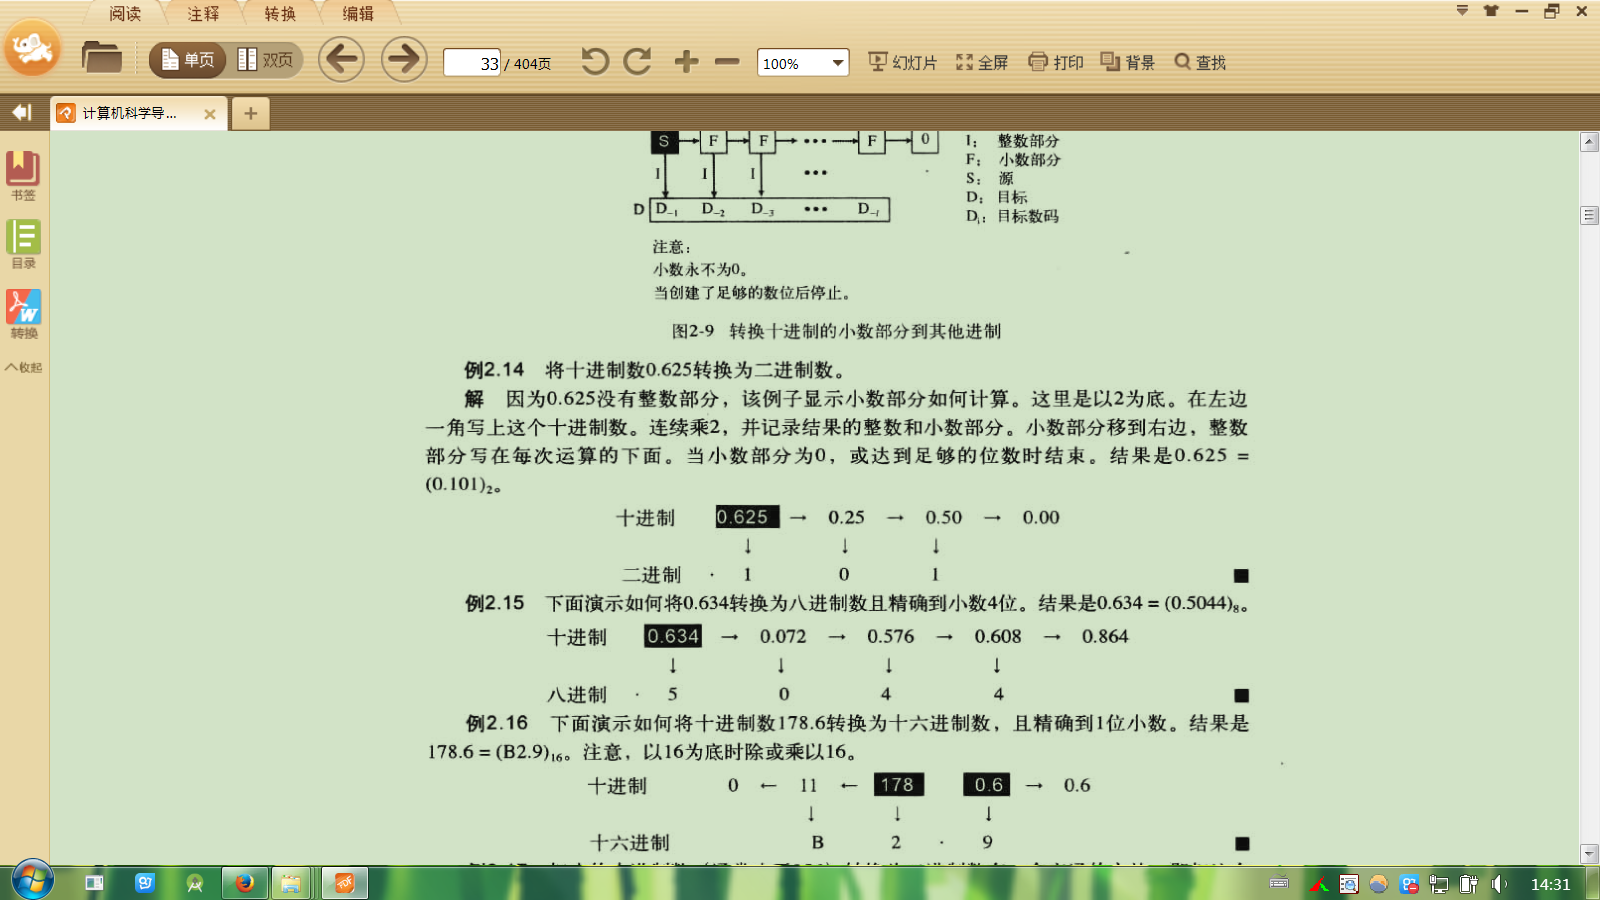 阅读 注释 转换 编辑
单页 双页 33 / 404页 100% 幻灯片 全屏 打印 背景 查找
计算机科学导...
书签
目录
转换
收起
S F F ••• F 0
I I I •••
D D₋₁ D₋₂ D₋₃ ••• D₋ₗ
I： 整数部分
F： 小数部分
S： 源
D： 目标
Dᵢ：目标数码
注意：
小数永不为0。
当创建了足够的数位后停止。
图2-9 转换十进制的小数部分到其他进制
例2.14 将十进制数0.625转换为二进制数。
解 因为0.625没有整数部分，该例子显示小数部分如何计算。这里是以2为底。在左边
一角写上这个十进制数。连续乘2，并记录结果的整数和小数部分。小数部分移到右边，整数
部分写在每次运算的下面。当小数部分为0，或达到足够的位数时结束。结果是0.625 =
(0.101)₂。
十进制 0.625 → 0.25 → 0.50 → 0.00
↓ ↓ ↓
二进制 · 1 0 1
例2.15 下面演示如何将0.634转换为八进制数且精确到小数4位。结果是0.634 = (0.5044)₈。
十进制 0.634 → 0.072 → 0.576 → 0.608 → 0.864
↓ ↓ ↓ ↓
八进制 · 5 0 4 4
例2.16 下面演示如何将十进制数178.6转换为十六进制数，且精确到1位小数。结果是
178.6 = (B2.9)₁₆。注意，以16为底时除或乘以16。
十进制 0 ← 11 ← 178 0.6 → 0.6
↓ ↓ ↓
十六进制 B 2 · 9
14:31